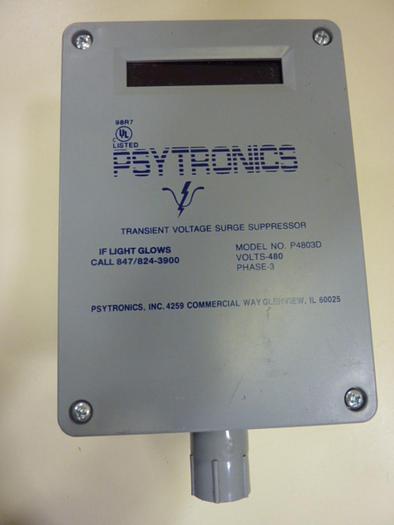 98R7
UL
C
LISTED
PSYTRONICS
TRANSIENT VOLTAGE SURGE SUPPRESSOR
IF LIGHT GLOWS
CALL 847/824-3900
MODEL NO. P4803D
VOLTS-480
PHASE-3
PSYTRONICS, INC. 4259 COMMERCIAL WAY GLENVIEW, IL 60025